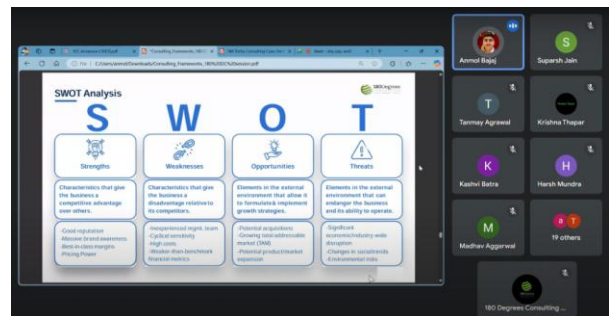 Consulting_Frameworks_180
SWOT Analysis
180Degrees
S W O T
Strengths
Weaknesses
Opportunities
Threats
Characteristics that give
the business a
competitive advantage
over others.
Characteristics that give
the business a
disadvantage relative to
its competitors.
Elements in the external
environment that allow it
to formulate& implement
growth strategies.
Elements in the external
environment that can
endanger the business
and its ability to operate.
-Good reputation
-Massive brand awareness
-Best-in class margins
-Pricing Power
-Inexperienced mgmt. team
-Cyclical sensitivity
-High costs
-Weaker than benchmark
financial metrics.
-Potential acquisitions
-Growing total addressable
market (TAM)
-Potential product/market
expansion
-Significant
economic/industry wide
disruption
-Changes in social trends
-Environmental risks
Anmol Bajaj
S
Suparsh Jain
T
Tanmay Agrawal
Krishna Thapar
K
Kashvi Batra
H
Harsh Mundra
M
Madhav Aggarwal
a T
19 others
180 Degrees Consulting ...